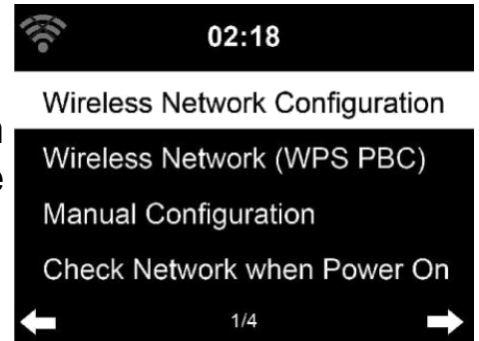 02:18
Wireless Network Configuration
Wireless Network (WPS PBC)
Manual Configuration
Check Network when Power On
1/4